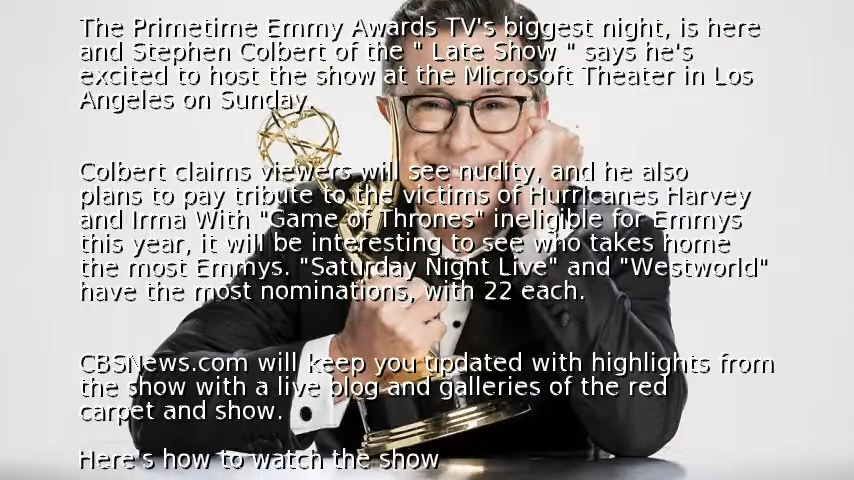 The Primetime Emmy Awards TV's biggest night, is here
and Stephen Colbert of the " Late Show " says he's
excited to host the show at the Microsoft Theater in Los
Angeles on Sunday.
Colbert claims viewers will see nudity, and he also
plans to pay tribute to the victims of Hurricanes Harvey
and Irma With "Game of Thrones" ineligible for Emmys
this year, it will be interesting to see who takes home
the most Emmys. "Saturday Night Live" and "Westworld"
have the most nominations, with 22 each.
CBSNews.com will keep you updated with highlights from
the show with a live blog and galleries of the red
carpet and show.
Here's how to watch the show